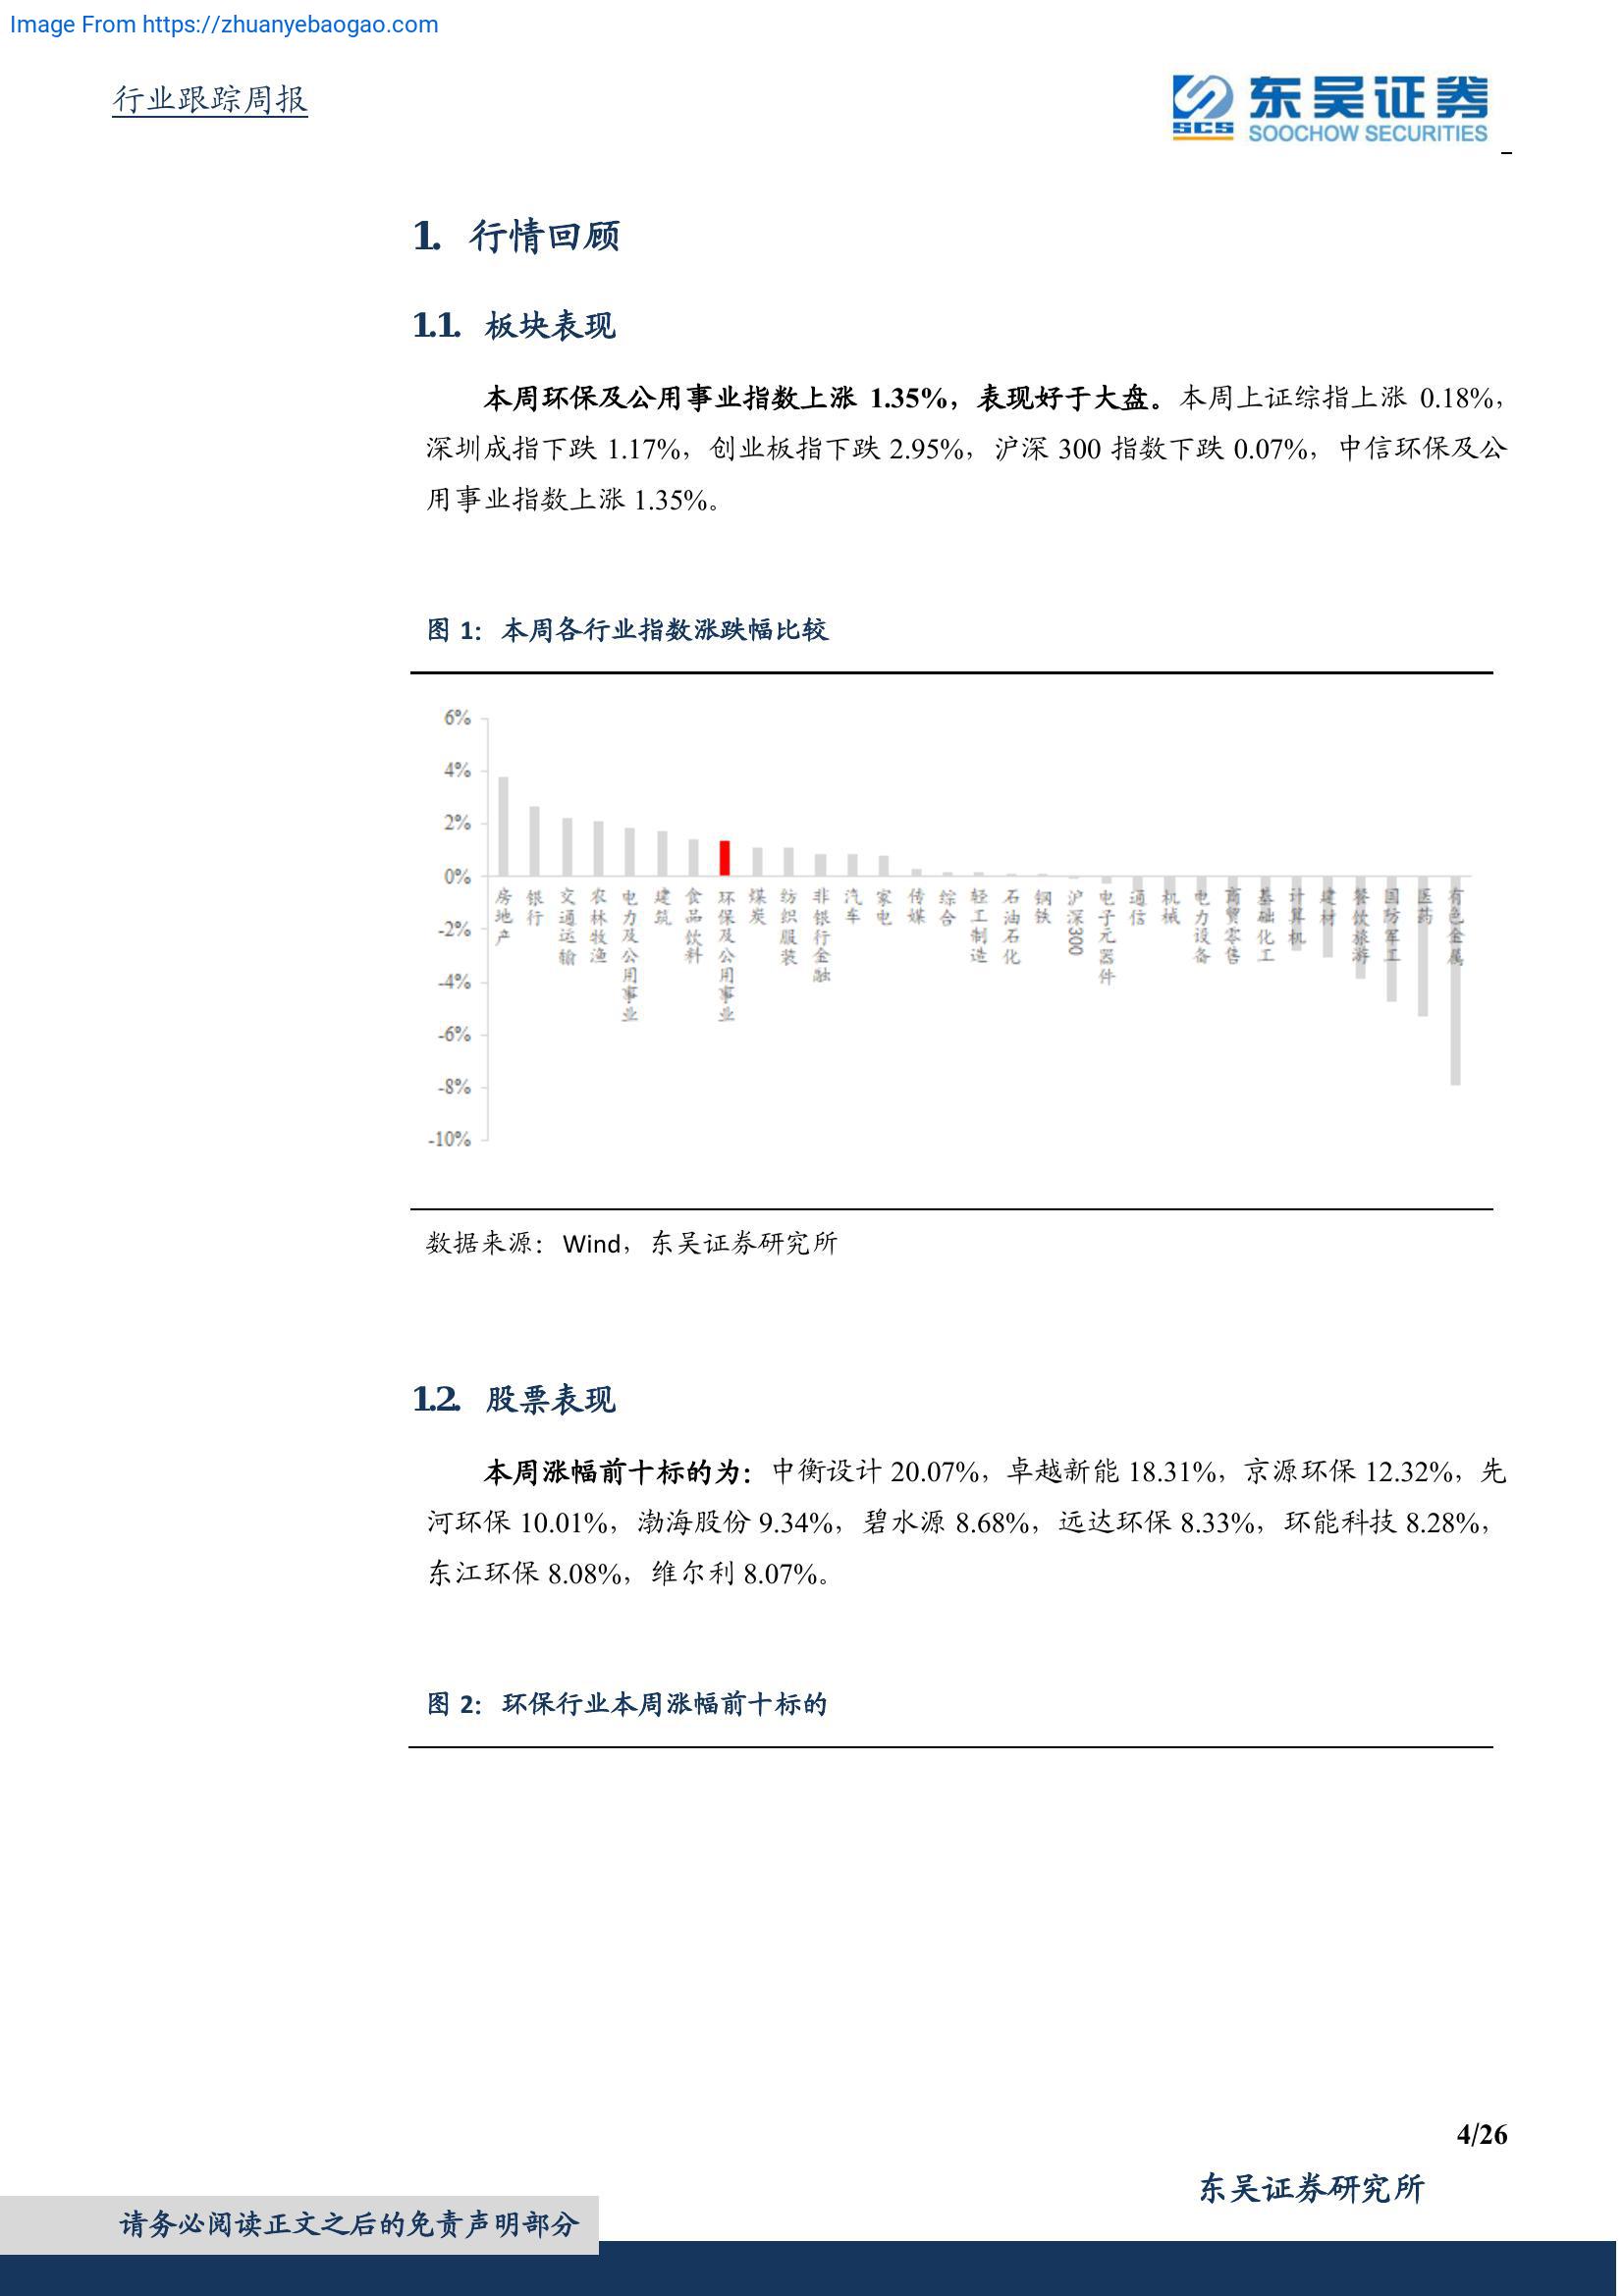 Image From https://zhuanyebaogao.com
行业跟踪周报
SCS
东吴证券
SOOCHOW SECURITIES
1. 行情回顾
1.1. 板块表现
本周环保及公用事业指数上涨 1.35%，表现好于大盘。本周上证综指上涨 0.18%，
深圳成指下跌 1.17%，创业板指下跌 2.95%，沪深 300 指数下跌 0.07%，中信环保及公
用事业指数上涨 1.35%。
图 1：本周各行业指数涨跌幅比较
6%
4%
2%
0%
-2%
-4%
-6%
-8%
-10%
房地产
银行
交通运输
农林牧渔
电力及公用事业
建筑
食品饮料
环保及公用事业
煤炭
纺织服装
非银行金融
汽车
家电
传媒
综合
轻工制造
石油石化
钢铁
沪深300
电子元器件
通信
机械
电力设备
商贸零售
基础化工
计算机
建材
餐饮旅游
国防军工
医药
有色金属
数据来源：Wind，东吴证券研究所
1.2. 股票表现
本周涨幅前十标的为：中衡设计 20.07%，卓越新能 18.31%，京源环保 12.32%，先
河环保 10.01%，渤海股份 9.34%，碧水源 8.68%，远达环保 8.33%，环能科技 8.28%，
东江环保 8.08%，维尔利 8.07%。
图 2：环保行业本周涨幅前十标的
4/26
东吴证券研究所
请务必阅读正文之后的免责声明部分